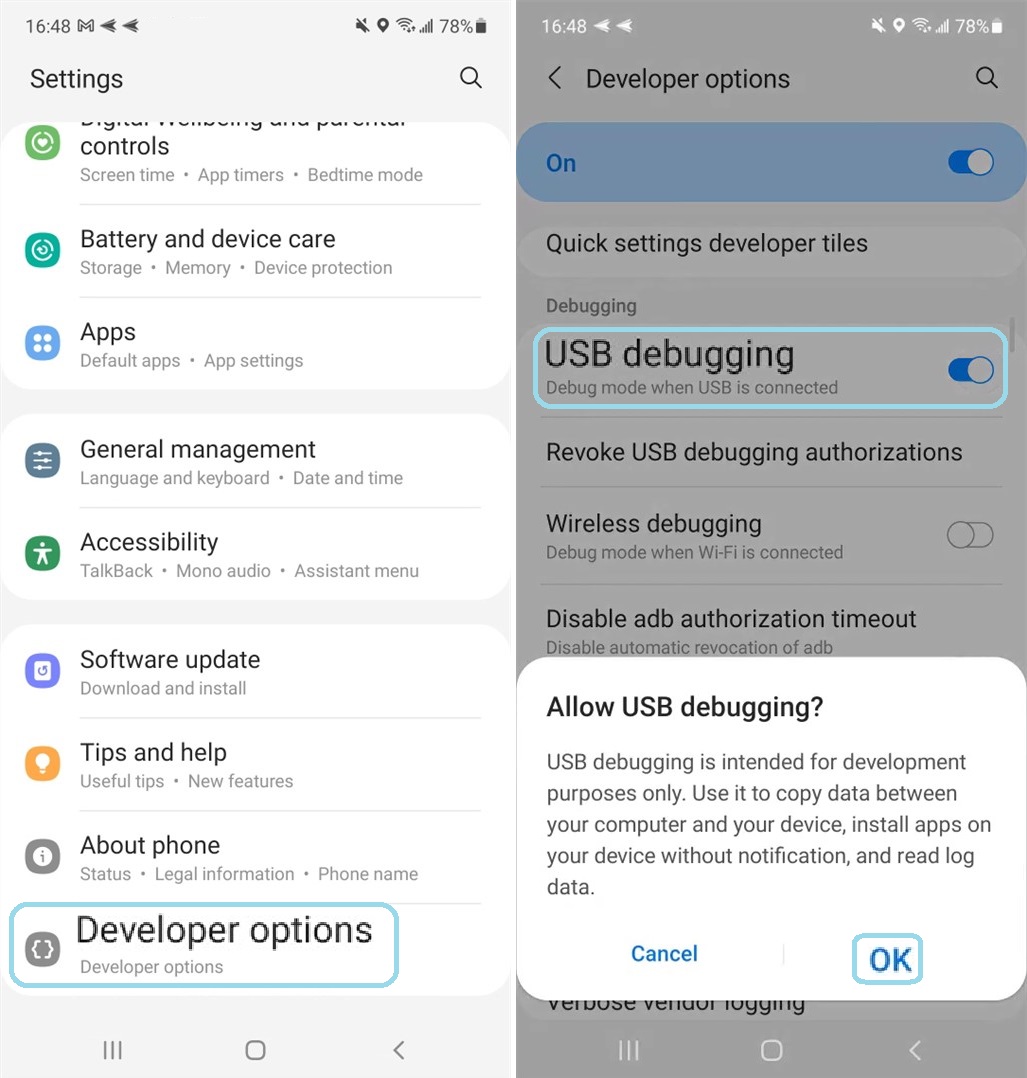 16:48
78%
Settings
Digital Wellbeing and parental
controls
Screen time • App timers • Bedtime mode
Battery and device care
Storage • Memory • Device protection
Apps
Default apps • App settings
General management
Language and keyboard • Date and time
Accessibility
TalkBack • Mono audio • Assistant menu
Software update
Download and install
Tips and help
Useful tips • New features
About phone
Status • Legal information • Phone name
Developer options
Developer options
16:48
78%
Developer options
On
Quick settings developer tiles
Debugging
USB debugging
Debug mode when USB is connected
Revoke USB debugging authorizations
Wireless debugging
Debug mode when Wi-Fi is connected
Disable adb authorization timeout
Disable automatic revocation of adb
Allow USB debugging?
USB debugging is intended for development
purposes only. Use it to copy data between
your computer and your device, install apps on
your device without notification, and read log
data.
Cancel
OK
Verbose vendor logging